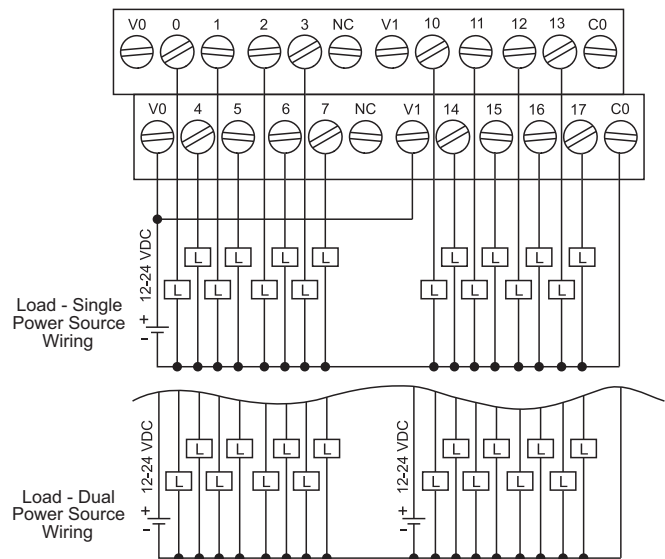 V0 0 1 2 3 NC V1 10 11 12 13 C0
V0 4 5 6 7 NC V1 14 15 16 17 C0
12-24 VDC
L L L L L L L
L L L L L L L L L
Load - Single
Power Source
Wiring
+
-
12-24 VDC
12-24 VDC
L L L L L L L L
L L L L L L L L
Load - Dual
Power Source
Wiring
+ +
- -